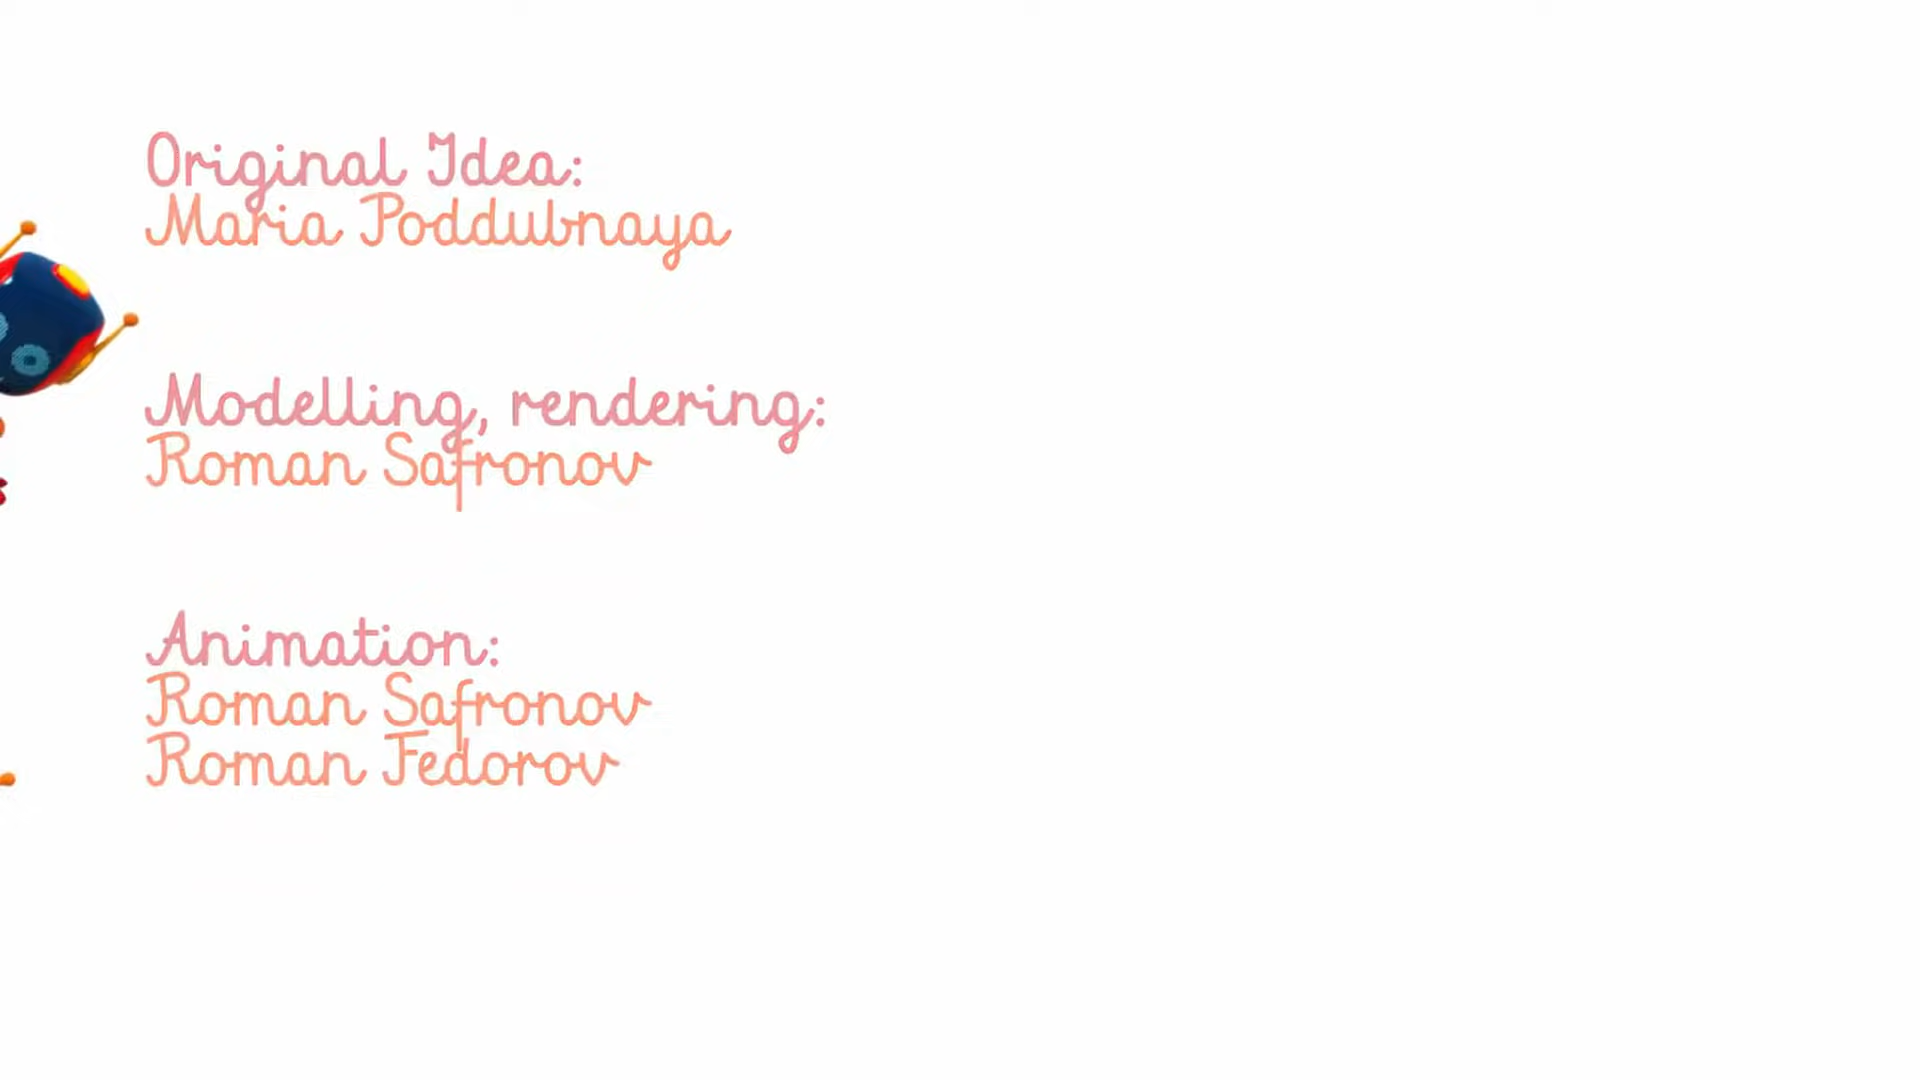 Original Idea:
Maria Poddubnaya
Modelling, rendering:
Roman Safronov
Animation:
Roman Safronov
Roman Fedorov